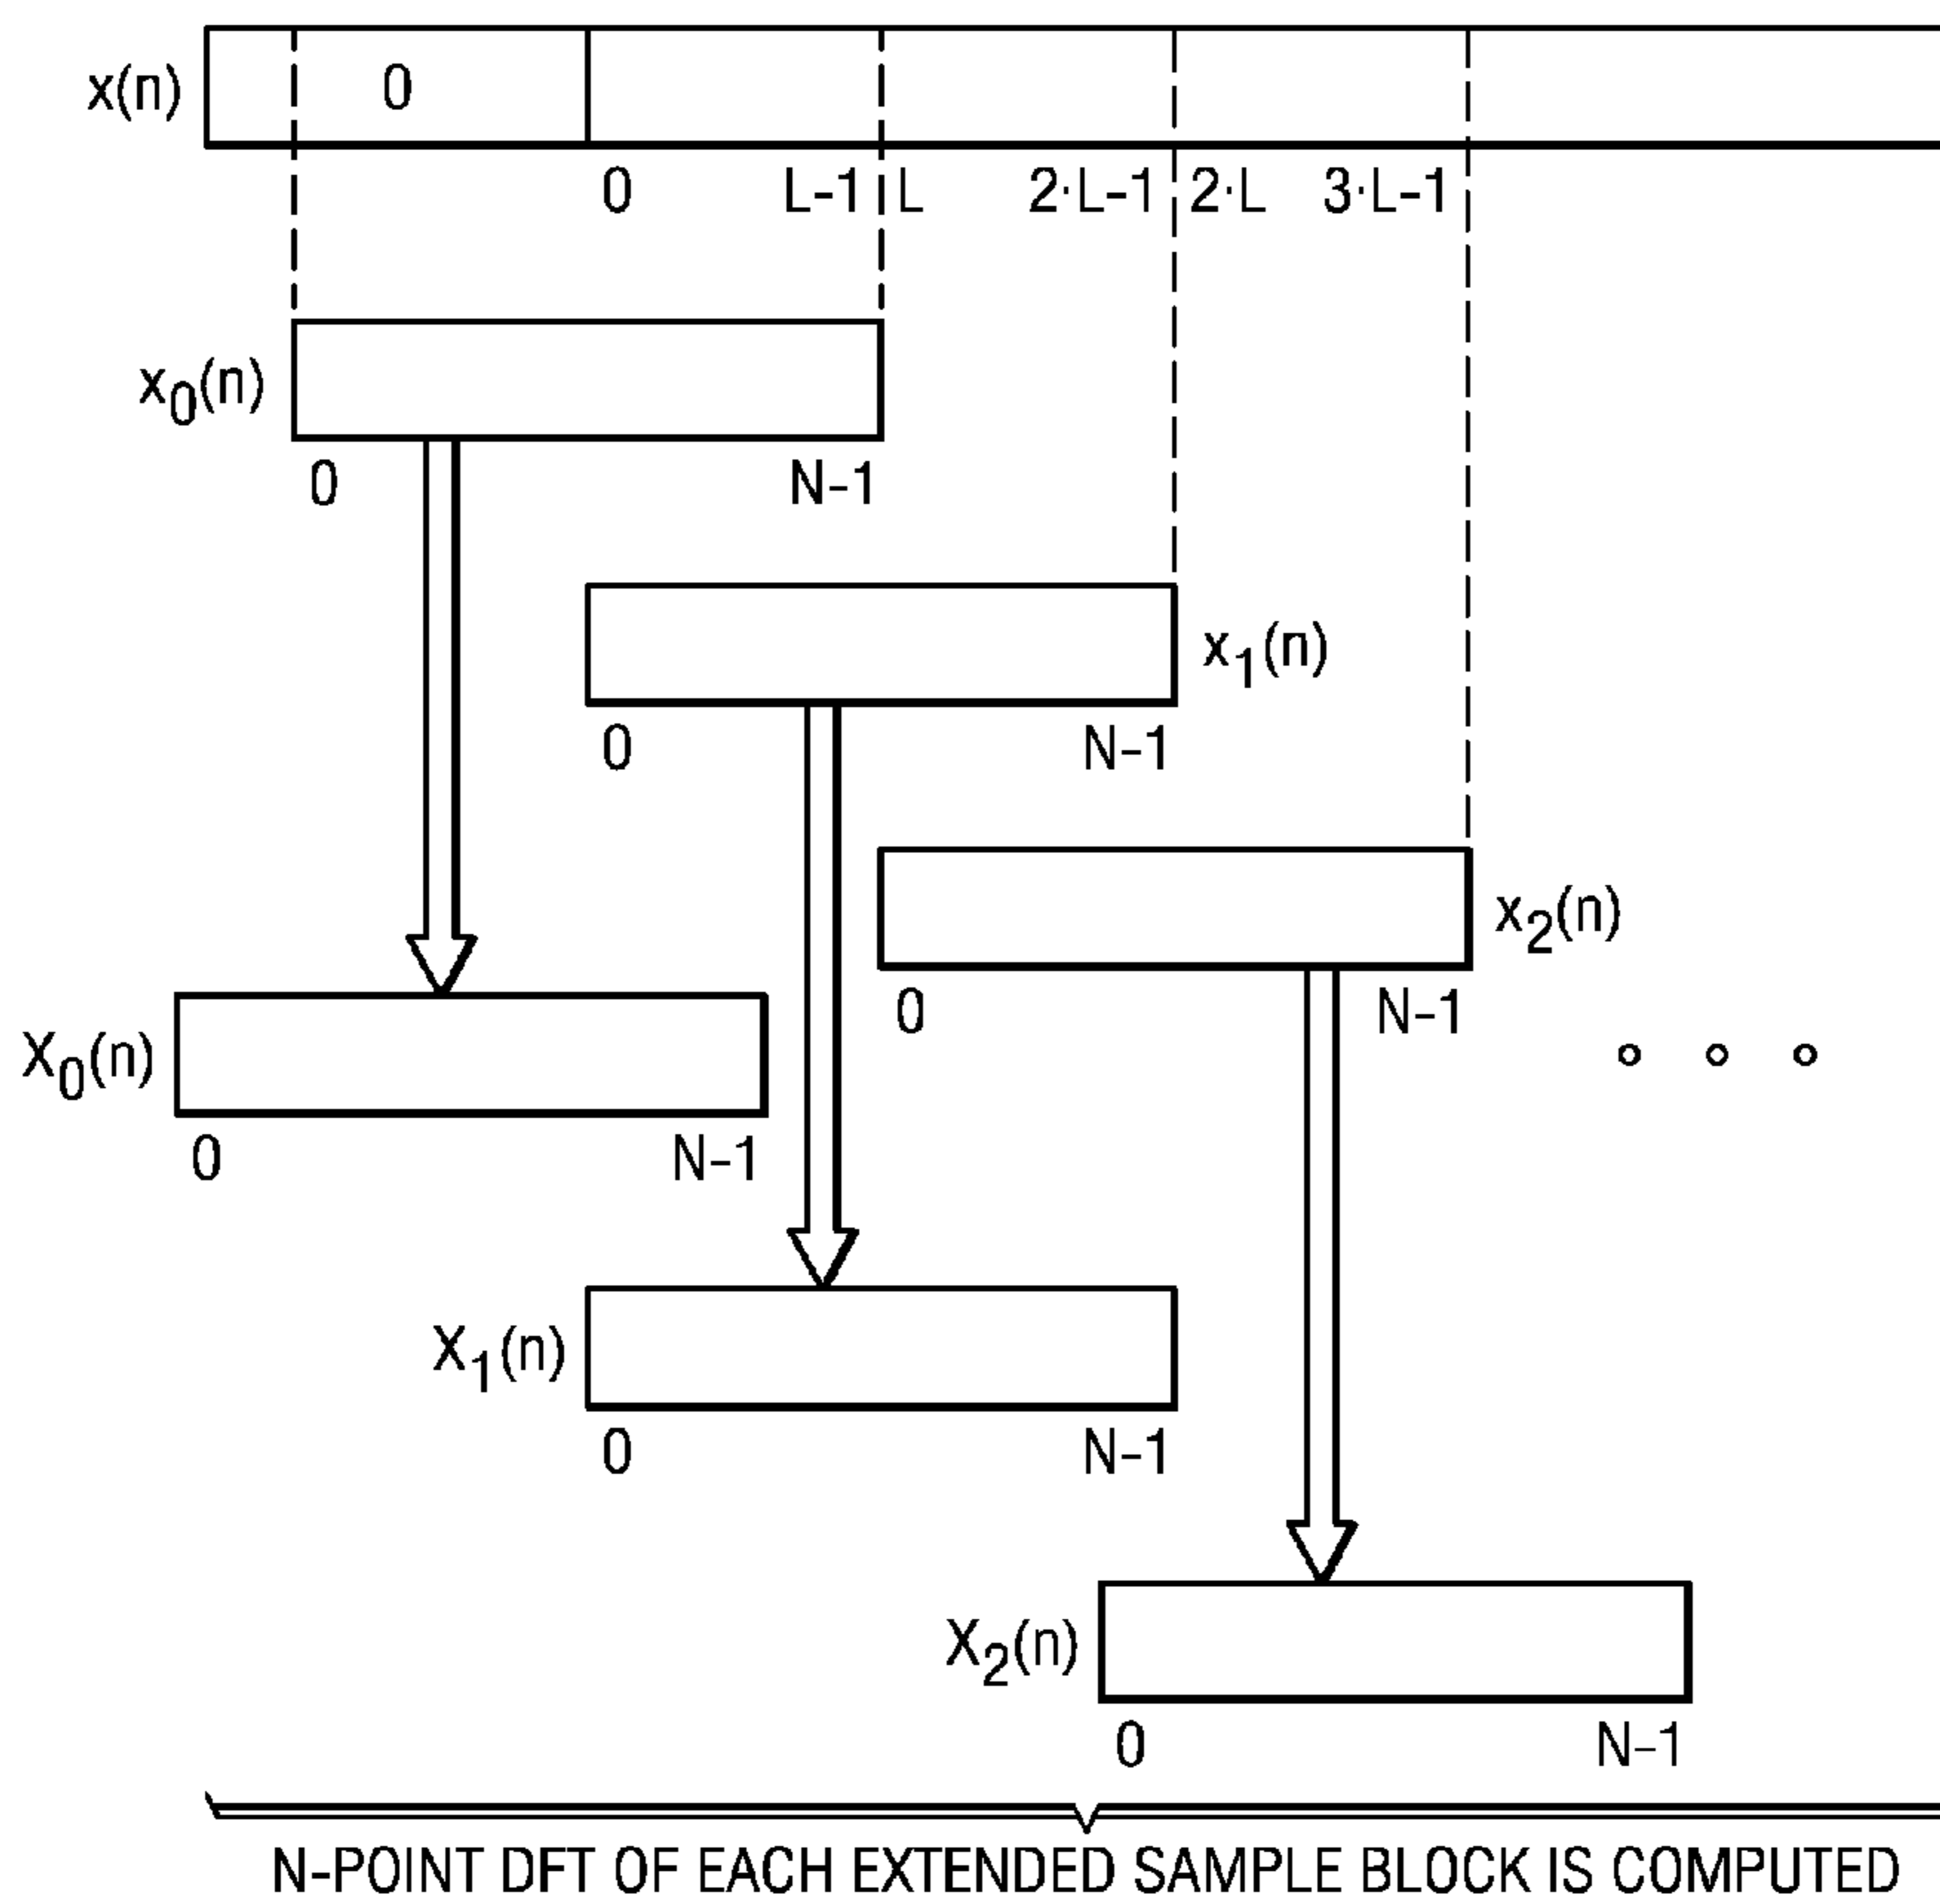 x(n) 0
0 L-1 L 2·L-1 2·L 3·L-1
x0(n)
0 N-1
x1(n)
0 N-1
x2(n)
0 N-1
X0(n)
0 N-1
X1(n)
0 N-1
X2(n)
0 N-1
N-POINT DFT OF EACH EXTENDED SAMPLE BLOCK IS COMPUTED